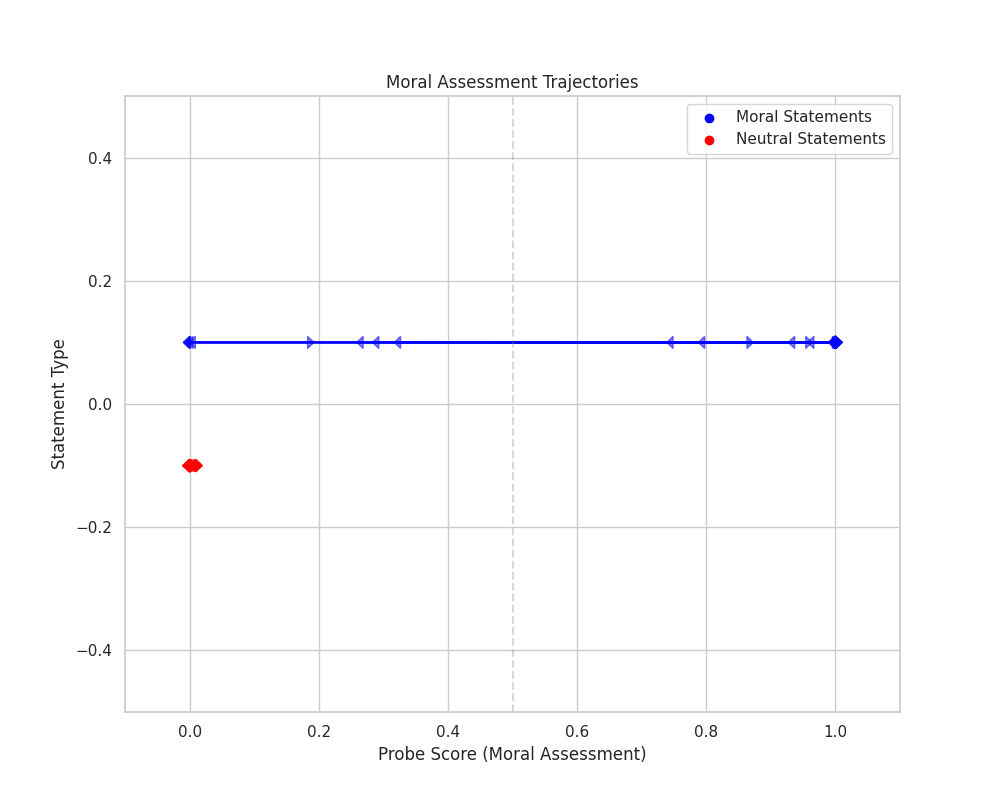 Moral Assessment Trajectories
Moral Statements
Neutral Statements
Statement Type
0.4
0.2
0.0
−0.2
−0.4
0.0 0.2 0.4 0.6 0.8 1.0
Probe Score (Moral Assessment)